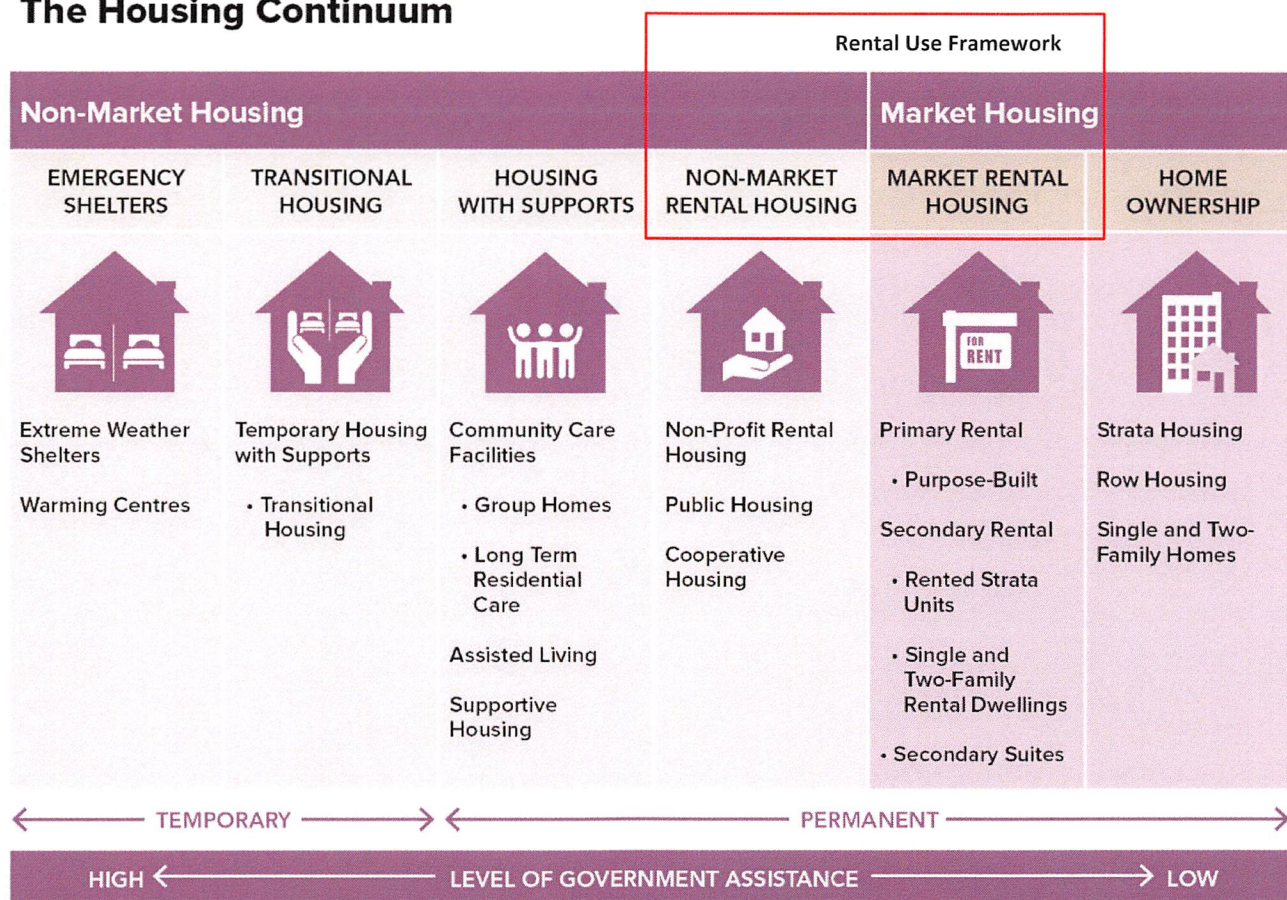 The Housing Continuum
Rental Use Framework
Non-Market Housing
Market Housing
EMERGENCY
SHELTERS
TRANSITIONAL
HOUSING
HOUSING
WITH SUPPORTS
NON-MARKET
RENTAL HOUSING
MARKET RENTAL
HOUSING
HOME
OWNERSHIP
FOR
RENT
Extreme Weather
Shelters
Warming Centres
Temporary Housing
with Supports
• Transitional
Housing
Community Care
Facilities
• Group Homes
• Long Term
Residential
Care
Assisted Living
Supportive
Housing
Non-Profit Rental
Housing
Public Housing
Cooperative
Housing
Primary Rental
• Purpose-Built
Secondary Rental
• Rented Strata
Units
• Single and
Two-Family
Rental Dwellings
• Secondary Suites
Strata Housing
Row Housing
Single and Two-
Family Homes
TEMPORARY
PERMANENT
HIGH
LEVEL OF GOVERNMENT ASSISTANCE
LOW